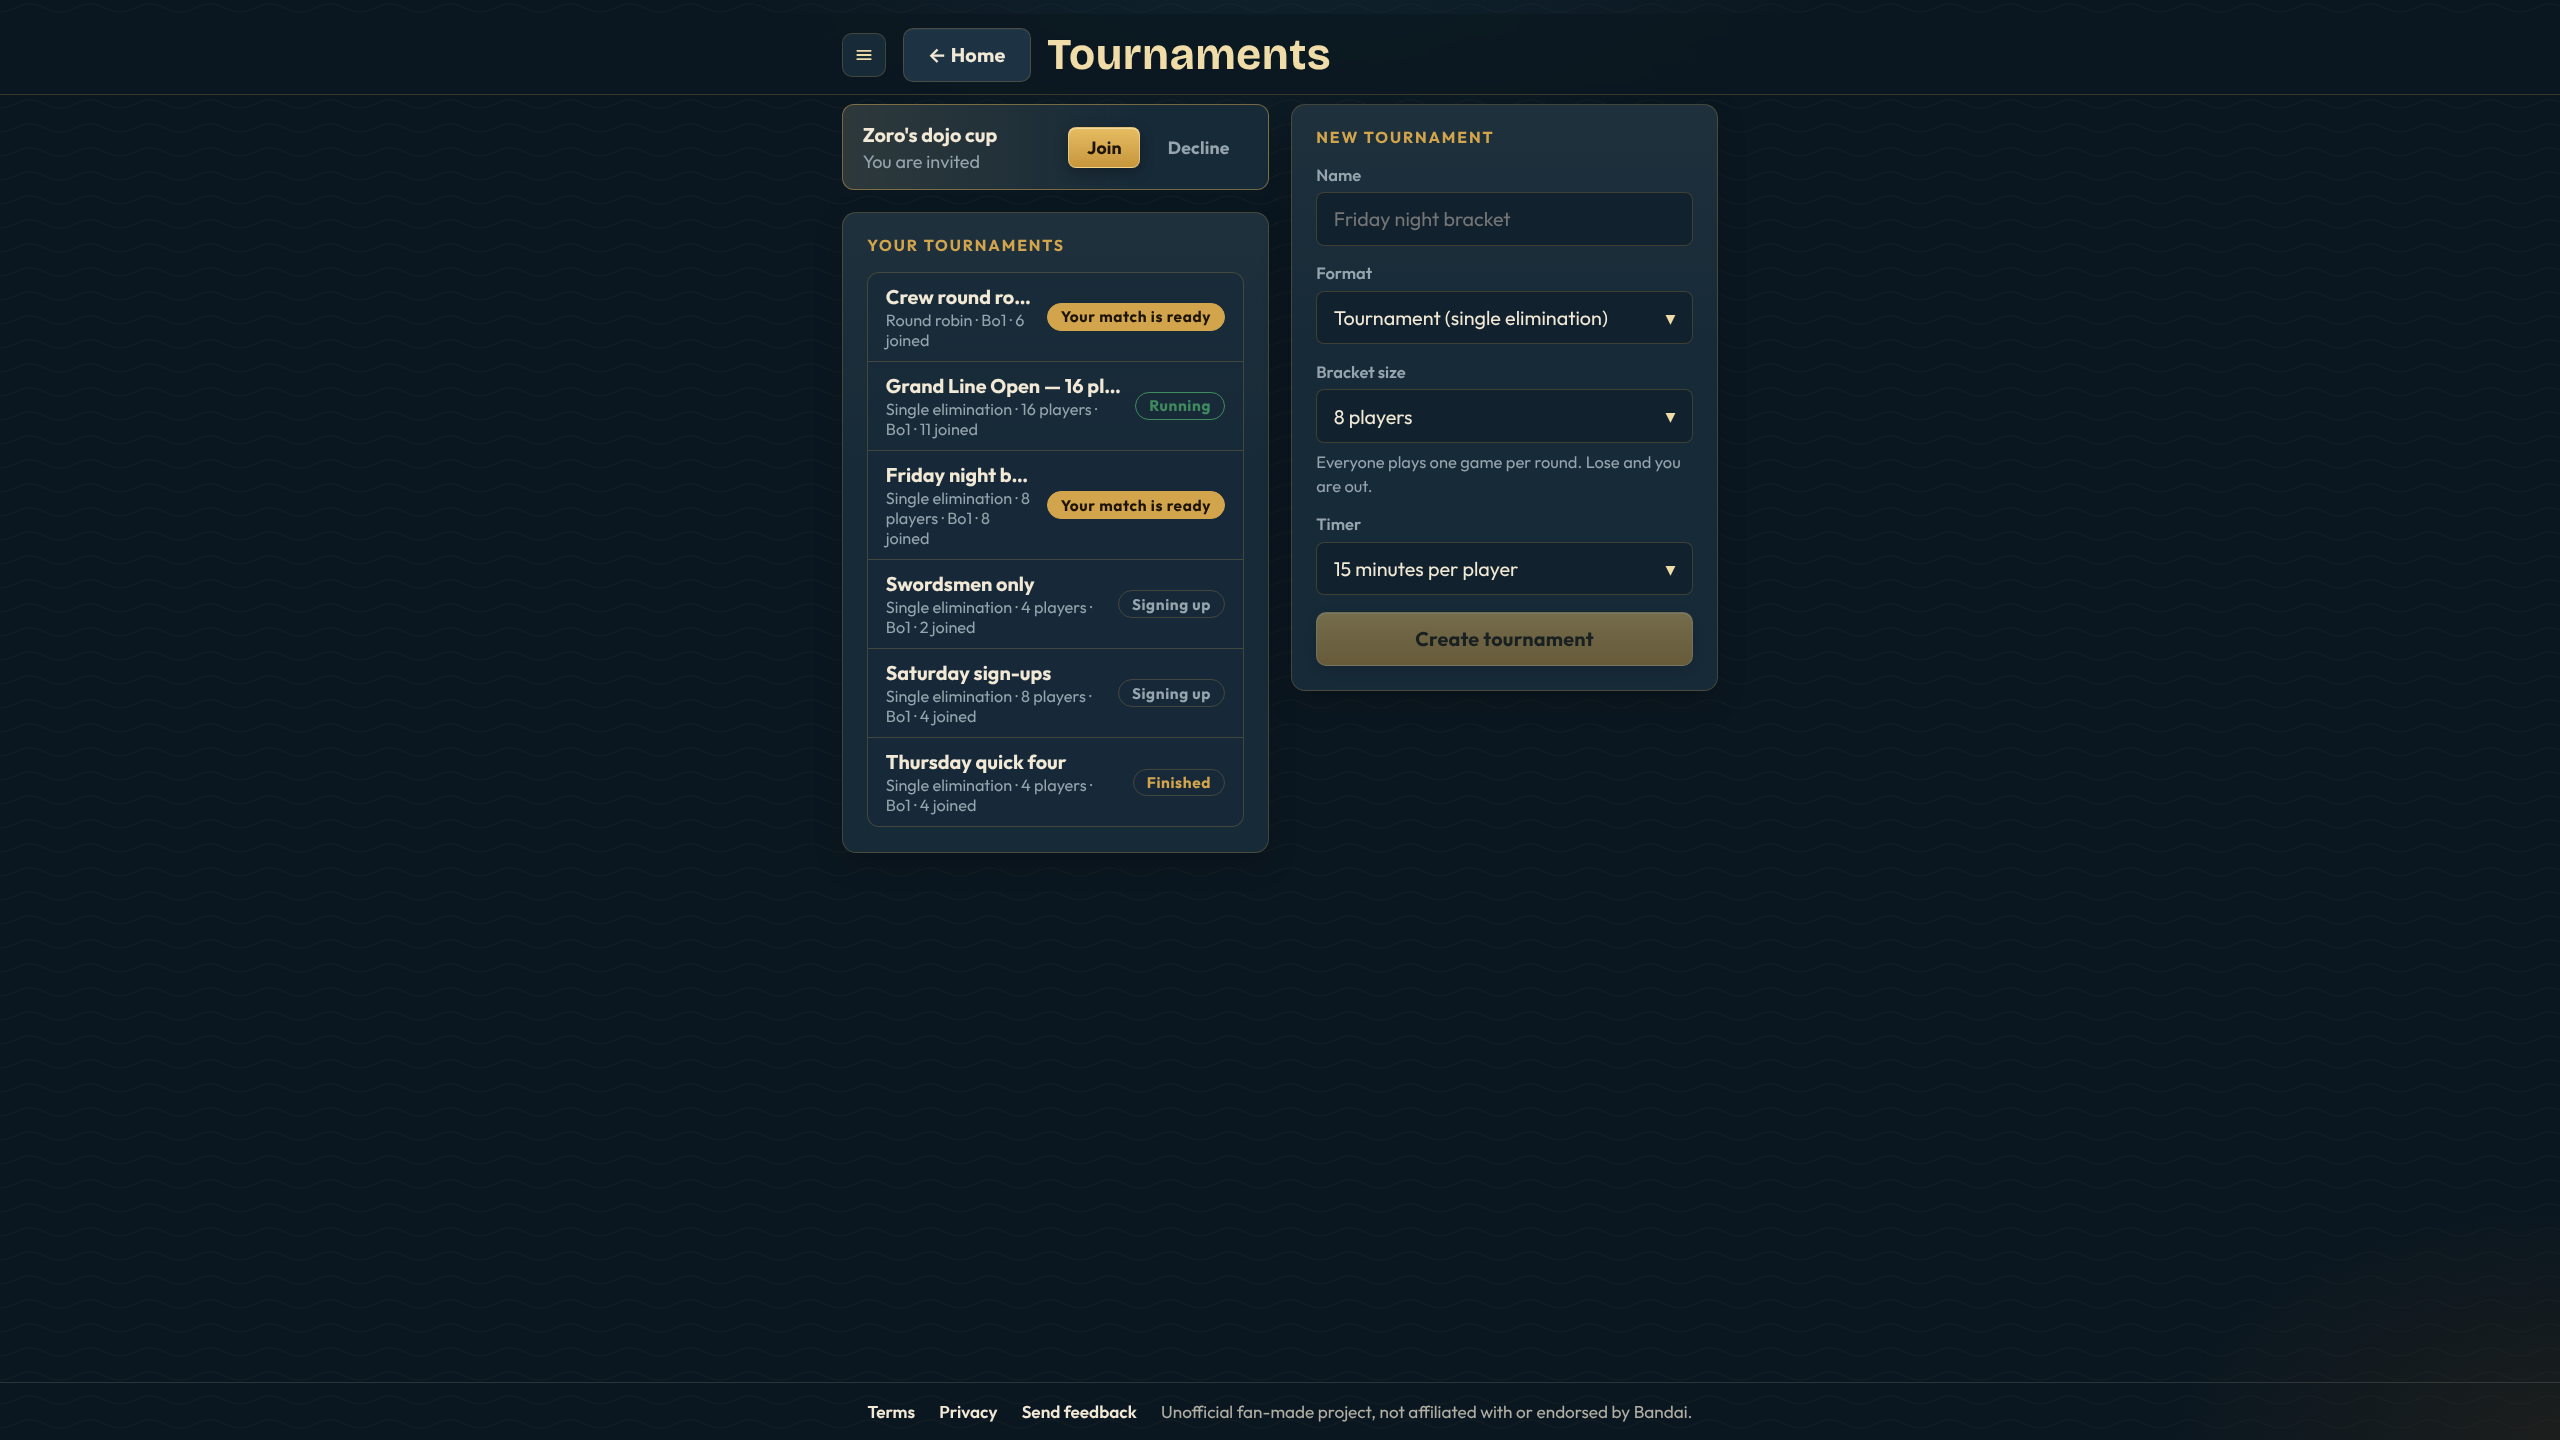 ← Home
Tournaments
Zoro's dojo cup
You are invited
Join
Decline
YOUR TOURNAMENTS
Crew round ro...
Round robin · Bo1 · 6
joined
Your match is ready
Grand Line Open — 16 pl...
Single elimination · 16 players ·
Bo1 · 11 joined
Running
Friday night b...
Single elimination · 8
players · Bo1 · 8
joined
Your match is ready
Swordsmen only
Single elimination · 4 players ·
Bo1 · 2 joined
Signing up
Saturday sign-ups
Single elimination · 8 players ·
Bo1 · 4 joined
Signing up
Thursday quick four
Single elimination · 4 players ·
Bo1 · 4 joined
Finished
NEW TOURNAMENT
Name
Friday night bracket
Format
Tournament (single elimination)
Bracket size
8 players
Everyone plays one game per round. Lose and you
are out.
Timer
15 minutes per player
Create tournament
Terms
Privacy
Send feedback
Unofficial fan-made project, not affiliated with or endorsed by Bandai.